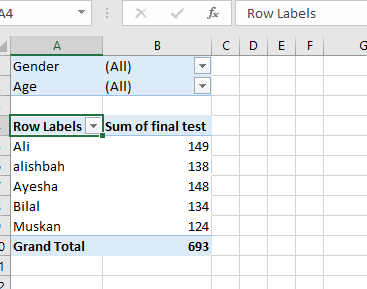 A4 fx Row Labels
A B C D E F G
Gender (All)
Age (All)
Row Labels Sum of final test
Ali 149
alishbah 138
Ayesha 148
Bilal 134
Muskan 124
Grand Total 693